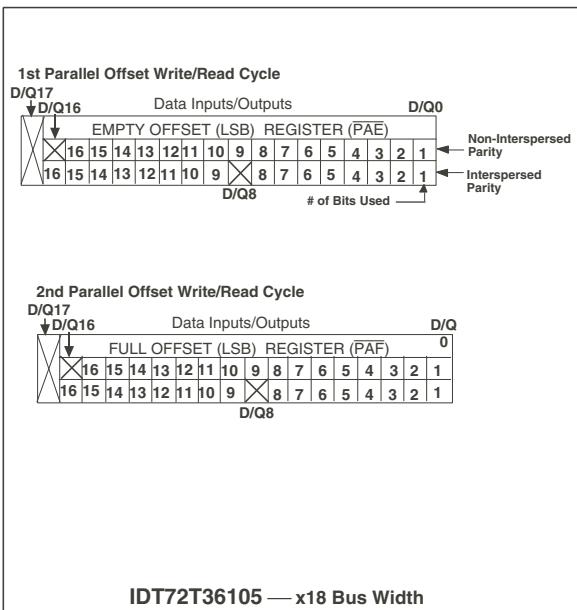 1st Parallel Offset Write/Read Cycle
D/Q17
D/Q16 Data Inputs/Outputs D/Q0
EMPTY OFFSET (LSB) REGISTER (PAE)
16 15 14 13 12 11 10 9 8 7 6 5 4 3 2 1 Non-Interspersed Parity
16 15 14 13 12 11 10 9 8 7 6 5 4 3 2 1 Interspersed Parity
D/Q8
# of Bits Used
2nd Parallel Offset Write/Read Cycle
D/Q17
D/Q16 Data Inputs/Outputs D/Q
0
FULL OFFSET (LSB) REGISTER (PAF)
16 15 14 13 12 11 10 9 8 7 6 5 4 3 2 1
16 15 14 13 12 11 10 9 8 7 6 5 4 3 2 1
D/Q8
IDT72T36105 — x18 Bus Width